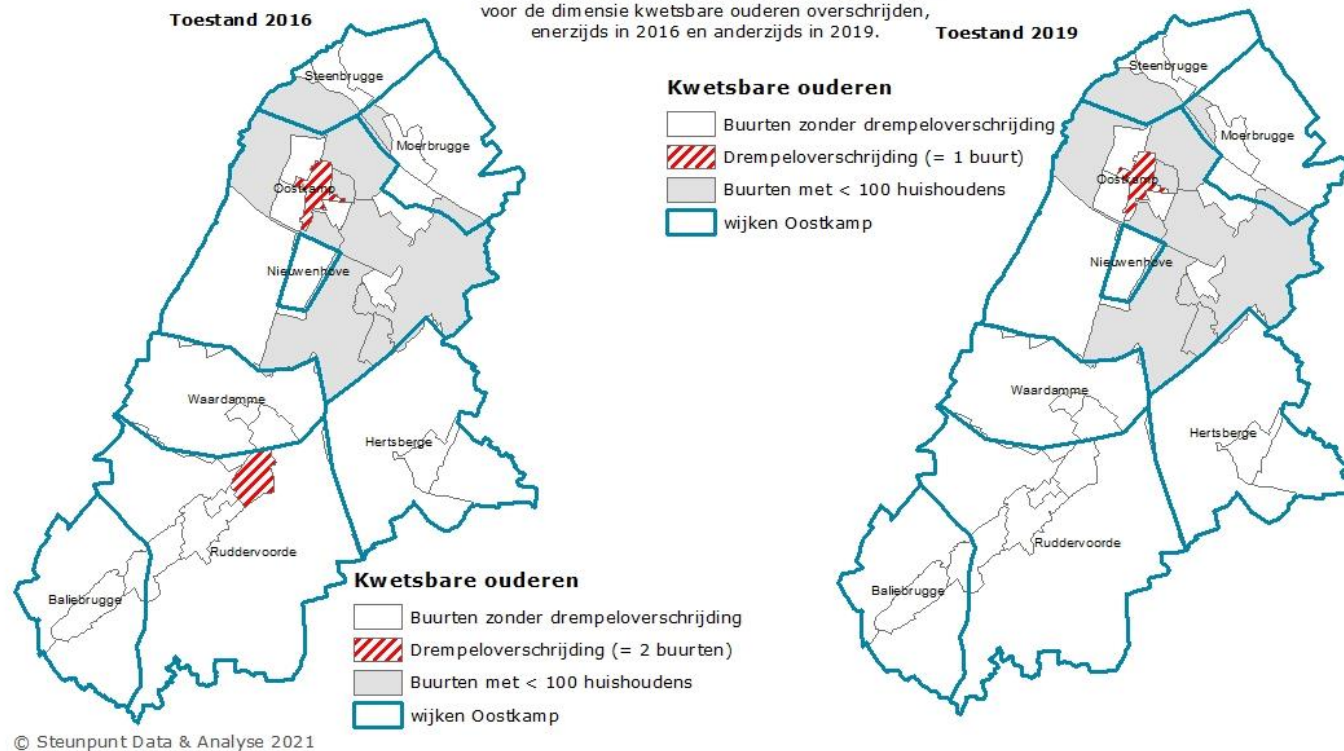 voor de dimensie kwetsbare ouderen overschrijden,
enerzijds in 2016 en anderzijds in 2019.
Toestand 2016
Steenbrugge
Moerbrugge
Oostkamp
Nieuwenhove
Waardamme
Hertsberge
Ruddervoorde
Baliebrugge
Kwetsbare ouderen
Buurten zonder drempeloverschrijding
Drempeloverschrijding (= 2 buurten)
Buurten met < 100 huishoudens
wijken Oostkamp
Toestand 2019
Kwetsbare ouderen
Buurten zonder drempeloverschrijding
Drempeloverschrijding (= 1 buurt)
Buurten met < 100 huishoudens
wijken Oostkamp
Steenbrugge
Moerbrugge
Oostkamp
Nieuwenhove
Waardamme
Hertsberge
Ruddervoorde
Baliebrugge
© Steunpunt Data & Analyse 2021